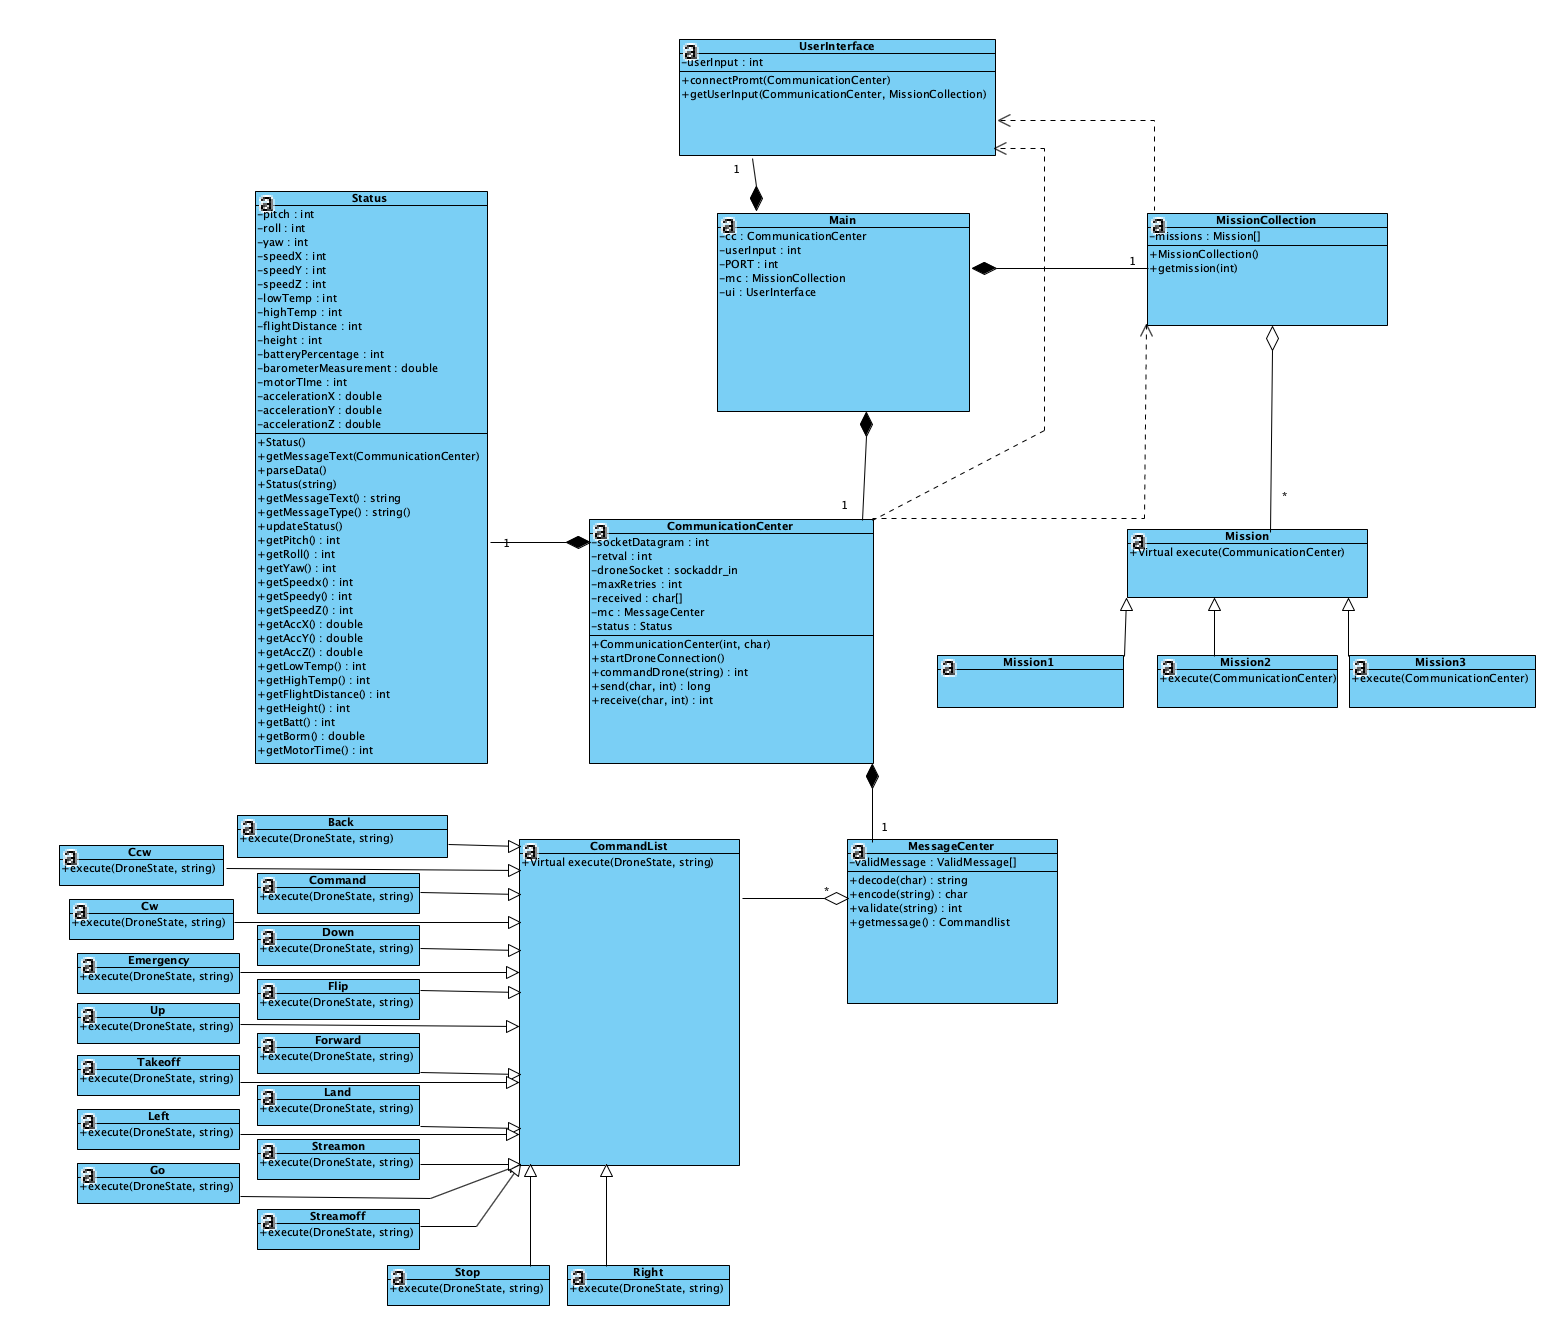 UserInterface
-userInput : int
+connectPromt(CommunicationCenter)
+getUserInput(CommunicationCenter, MissionCollection)
1
Status
-pitch : int
-roll : int
-yaw : int
-speedX : int
-speedY : int
-speedZ : int
-lowTemp : int
-highTemp : int
-flightDistance : int
-height : int
-batteryPercentage : int
-barometerMeasurement : double
-motorTIme : int
-accelerationX : double
-accelerationY : double
-accelerationZ : double
+Status()
+getMessageText(CommunicationCenter)
+parseData()
+Status(string)
+getMessageText() : string
+getMessageType() : string()
+updateStatus()
+getPitch() : int
+getRoll() : int
+getYaw() : int
+getSpeedx() : int
+getSpeedy() : int
+getSpeedZ() : int
+getAccX() : double
+getAccY() : double
+getAccZ() : double
+getLowTemp() : int
+getHighTemp() : int
+getFlightDistance() : int
+getHeight() : int
+getBatt() : int
+getBorm() : double
+getMotorTime() : int
1
Main
-cc : CommunicationCenter
-userInput : int
-PORT : int
-mc : MissionCollection
-ui : UserInterface
1
MissionCollection
-missions : Mission[]
+MissionCollection()
+getmission(int)
*
1
CommunicationCenter
-socketDatagram : int
-retval : int
-droneSocket : sockaddr_in
-maxRetries : int
-received : char[]
-mc : MessageCenter
-status : Status
+CommunicationCenter(int, char)
+startDroneConnection()
+commandDrone(string) : int
+send(char, int) : long
+receive(char, int) : int
Mission
+Virtual execute(CommunicationCenter)
Mission1
Mission2
+execute(CommunicationCenter)
Mission3
+execute(CommunicationCenter)
1
MessageCenter
-validMessage : ValidMessage[]
+decode(char) : string
+encode(string) : char
+validate(string) : int
+getmessage() : Commandlist
*
CommandList
+Virtual execute(DroneState, string)
Back
+execute(DroneState, string)
Ccw
+execute(DroneState, string)
Command
+execute(DroneState, string)
Cw
+execute(DroneState, string)
Down
+execute(DroneState, string)
Emergency
+execute(DroneState, string)
Flip
+execute(DroneState, string)
Up
+execute(DroneState, string)
Forward
+execute(DroneState, string)
Takeoff
+execute(DroneState, string)
Land
+execute(DroneState, string)
Left
+execute(DroneState, string)
Streamon
+execute(DroneState, string)
Go
+execute(DroneState, string)
Streamoff
+execute(DroneState, string)
Stop
+execute(DroneState, string)
Right
+execute(DroneState, string)